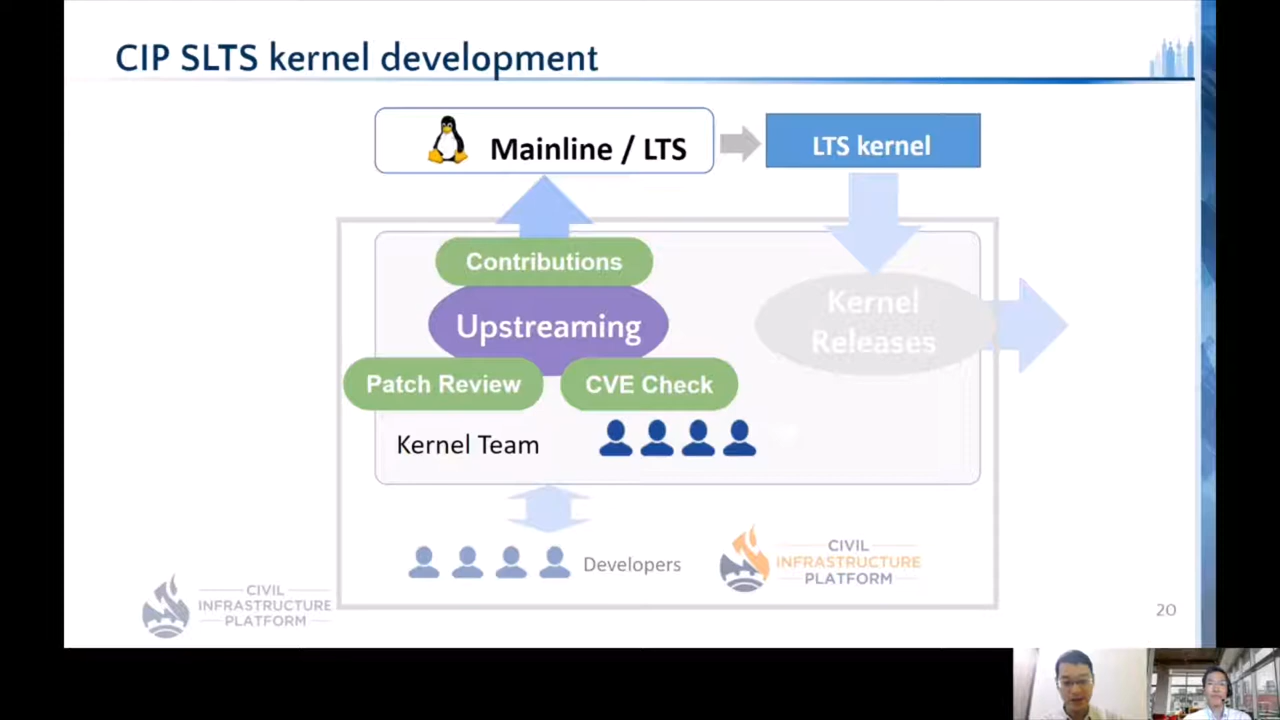 CIP SLTS kernel development
Mainline / LTS
LTS kernel
Contributions
Upstreaming
Kernel
Releases
Patch Review
CVE Check
Kernel Team
Developers
CIVIL
INFRASTRUCTURE
PLATFORM
CIVIL
INFRASTRUCTURE
PLATFORM
20